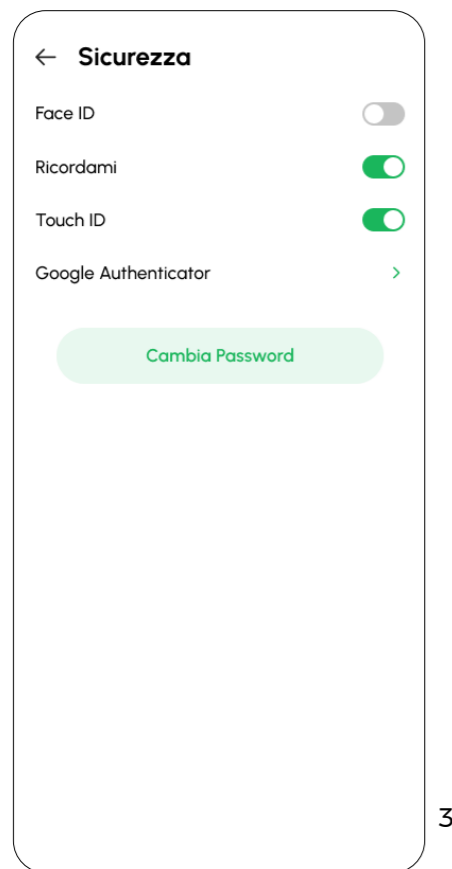 Sicurezza
Face ID
Ricordami
Touch ID
Google Authenticator
Cambia Password
3